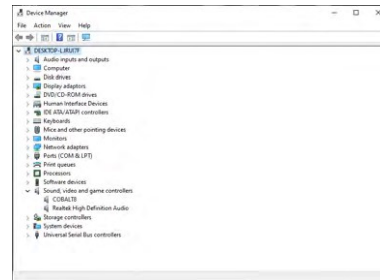 Device Manager
File Action View Help
Audio inputs and outputs
Computer
Disk drives
Display adaptors
DVD/CD-ROM drives
Human Interface Devices
IDE ATA/ATAPI controllers
Keyboards
Mice and other pointing devices
Monitors
Network adapters
Ports (COM & LPT)
Print queues
Processors
Software devices
Sound, video and game controllers
COBALT8
Realtek High Definition Audio
Storage controllers
System devices
Universal Serial Bus controllers